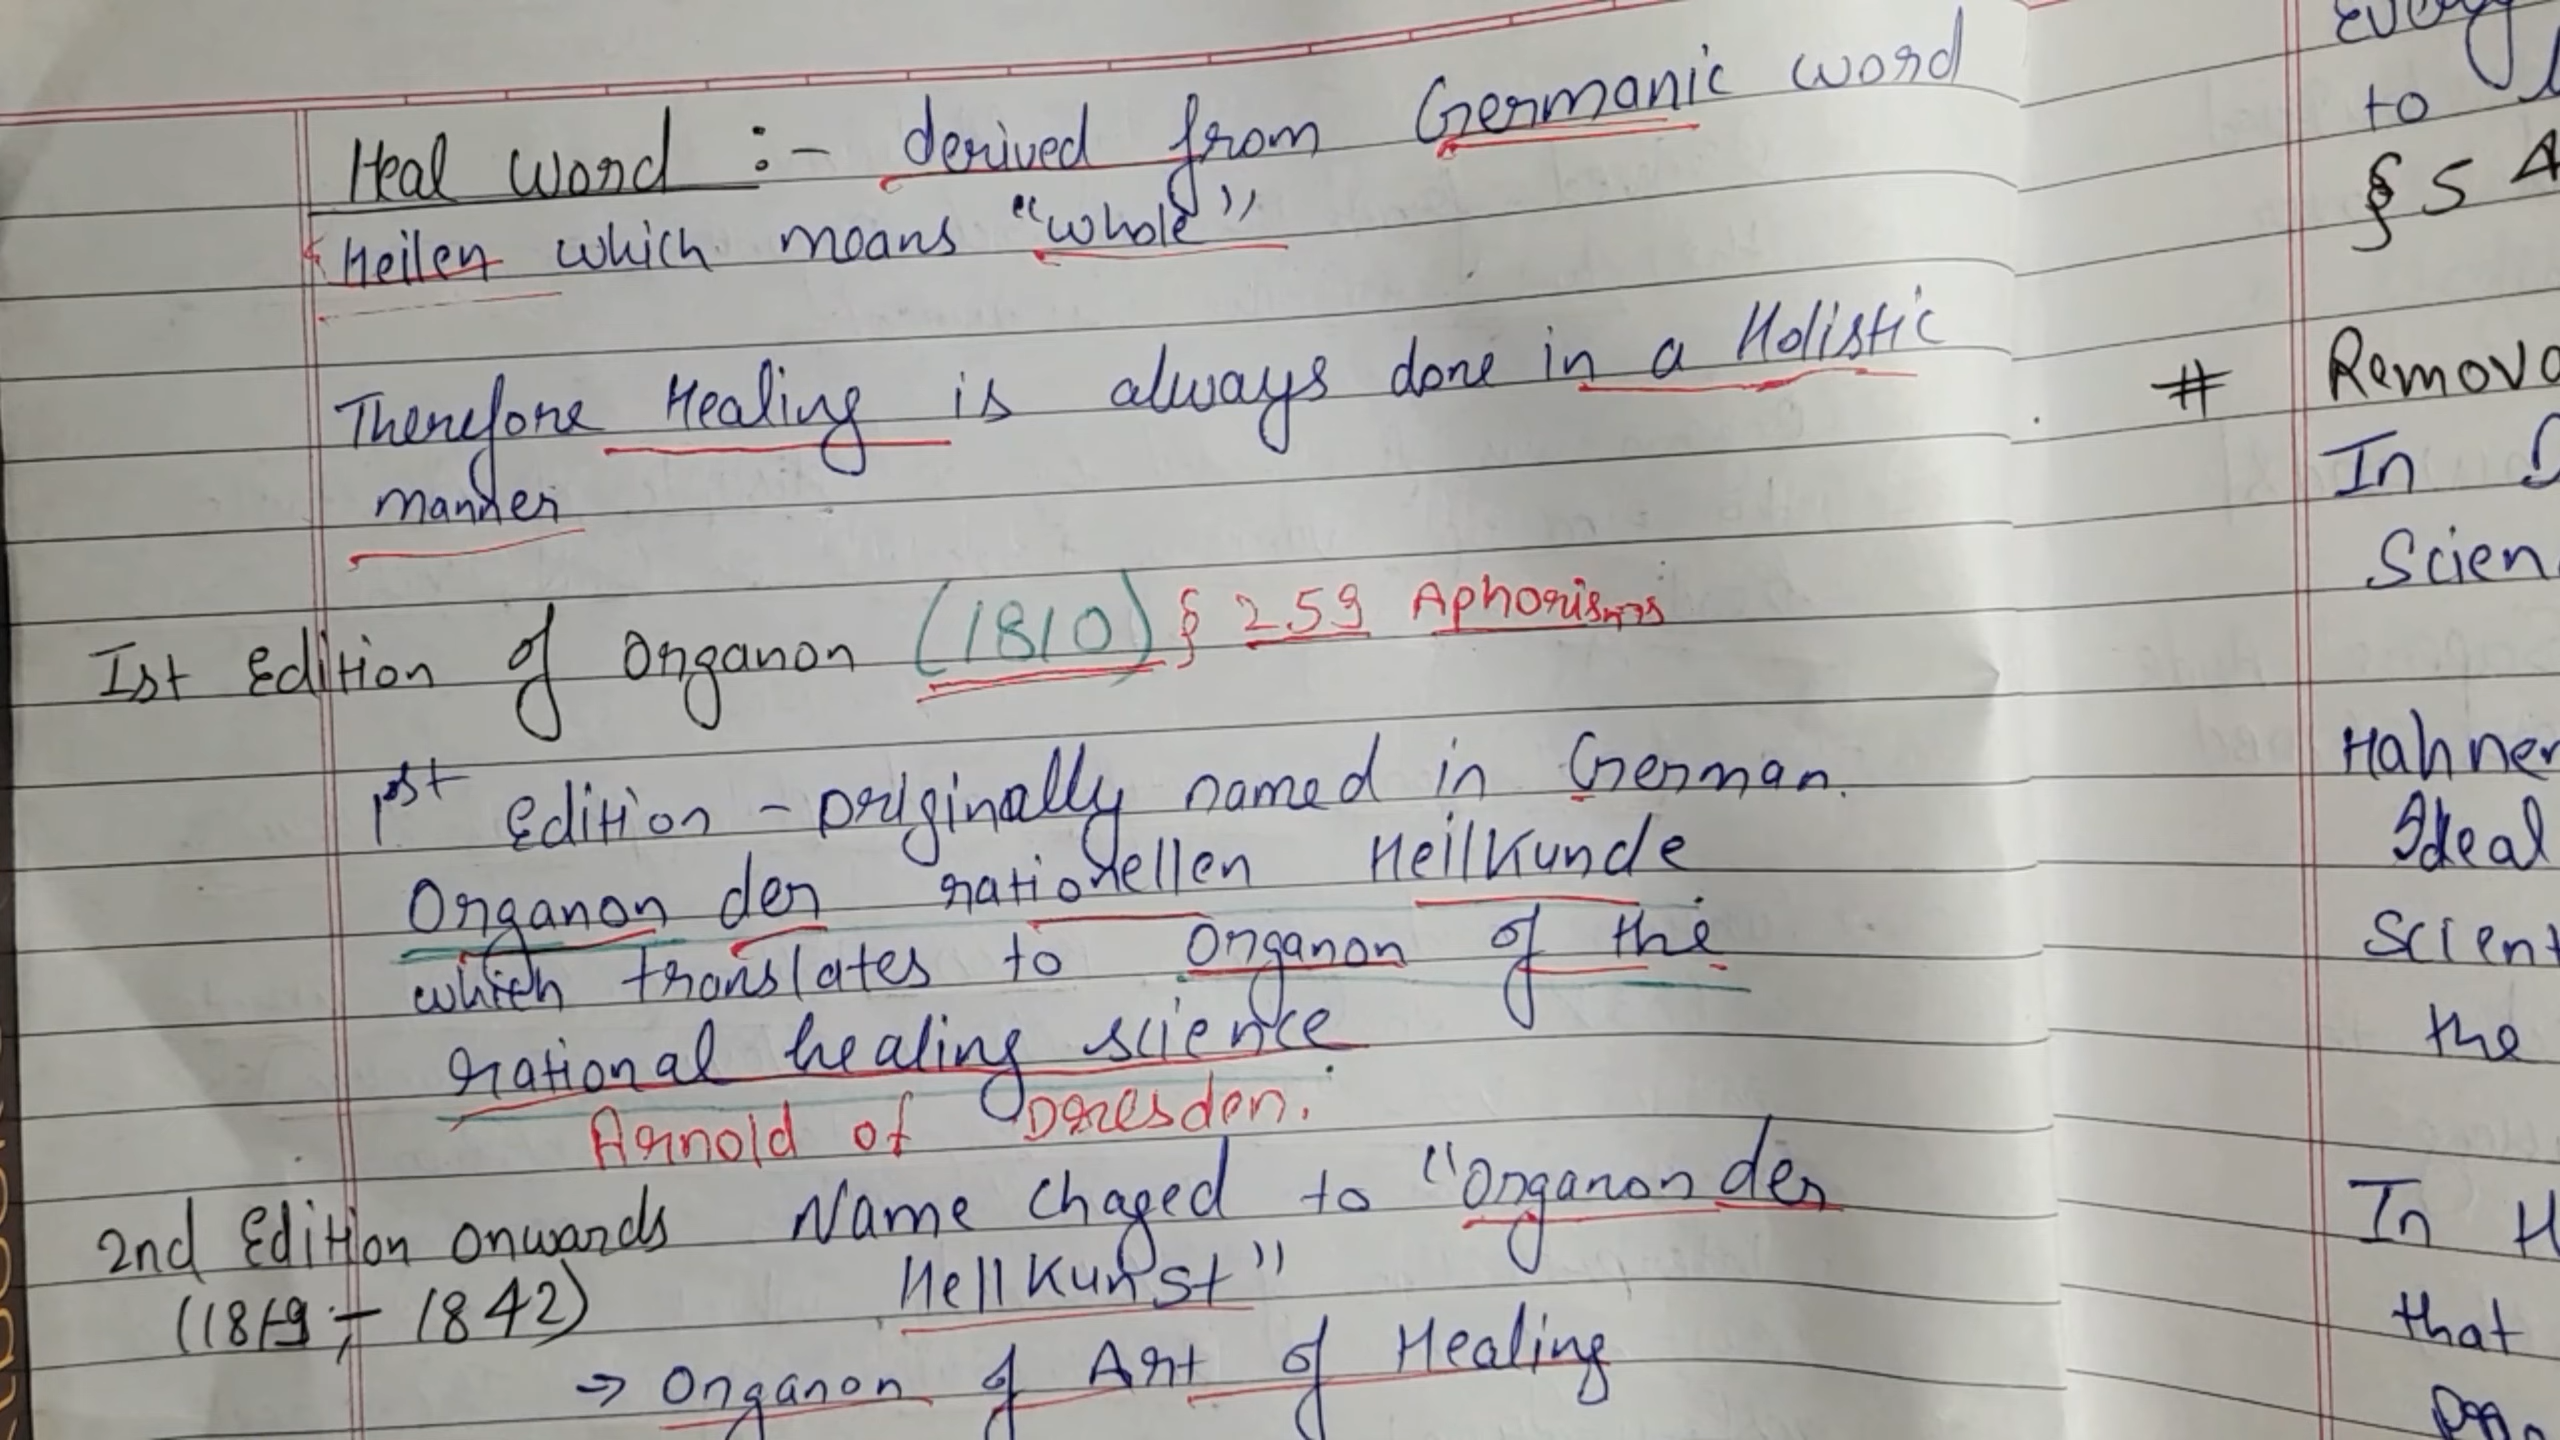 Heal word :- derived from Germanic word
Heilen which means "whole"
Therefore Healing is always done in a Holistic
manner
Ist Edition of Organon (1810) § 259 Aphorisms
1st Edition - originally named in German.
Organon der rationellen Heilkunde
which translates to Organon of the
rational healing science
Arnold of Dresden.
2nd Edition onwards Name chaged to "Organon der
(1819 - 1842) Hellkunst"
→ Organon of Art of Healing
to
§ 5
#
In
Scien
Hahne
Ideal
Scient
the
In H
that